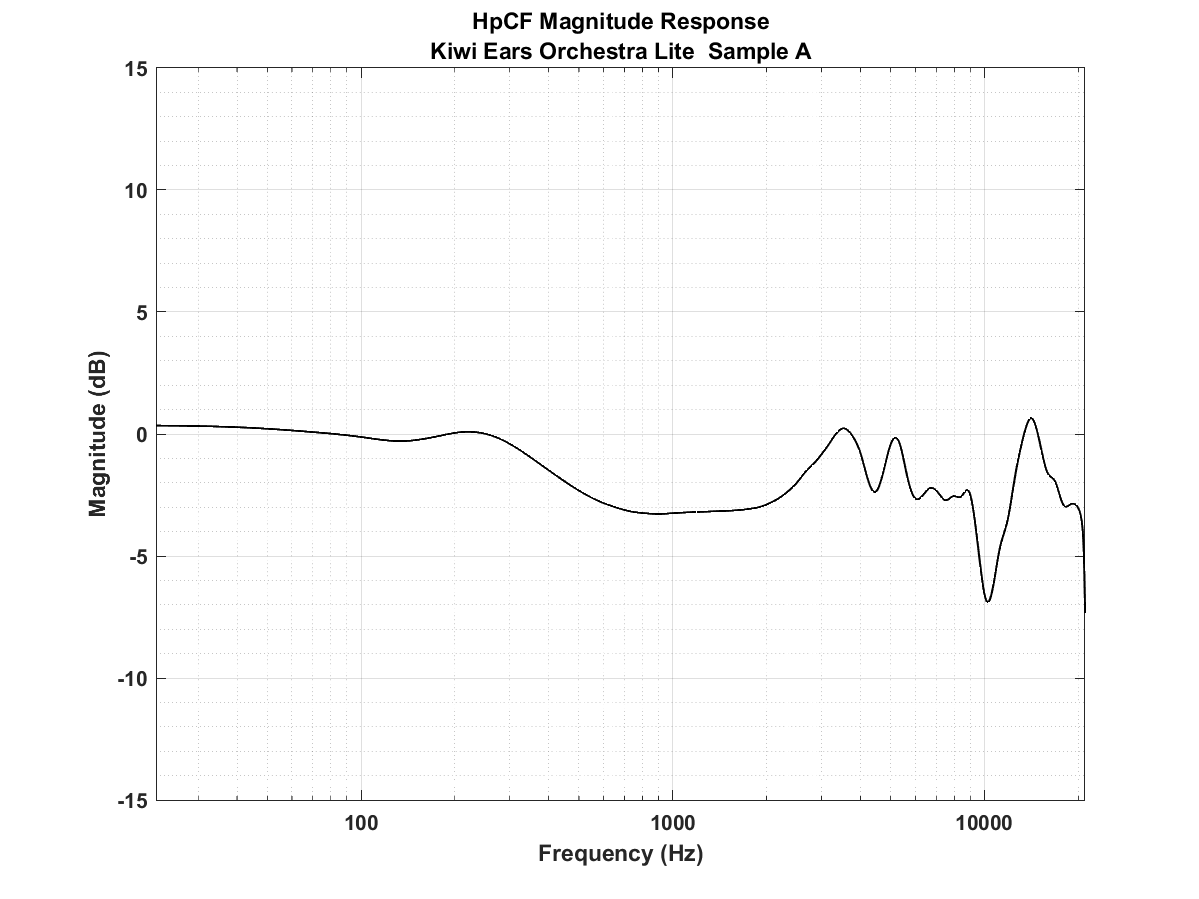 HpCF Magnitude Response
Kiwi Ears Orchestra Lite  Sample A
15
10
5
0
-5
-10
-15
Magnitude (dB)
100
1000
10000
Frequency (Hz)